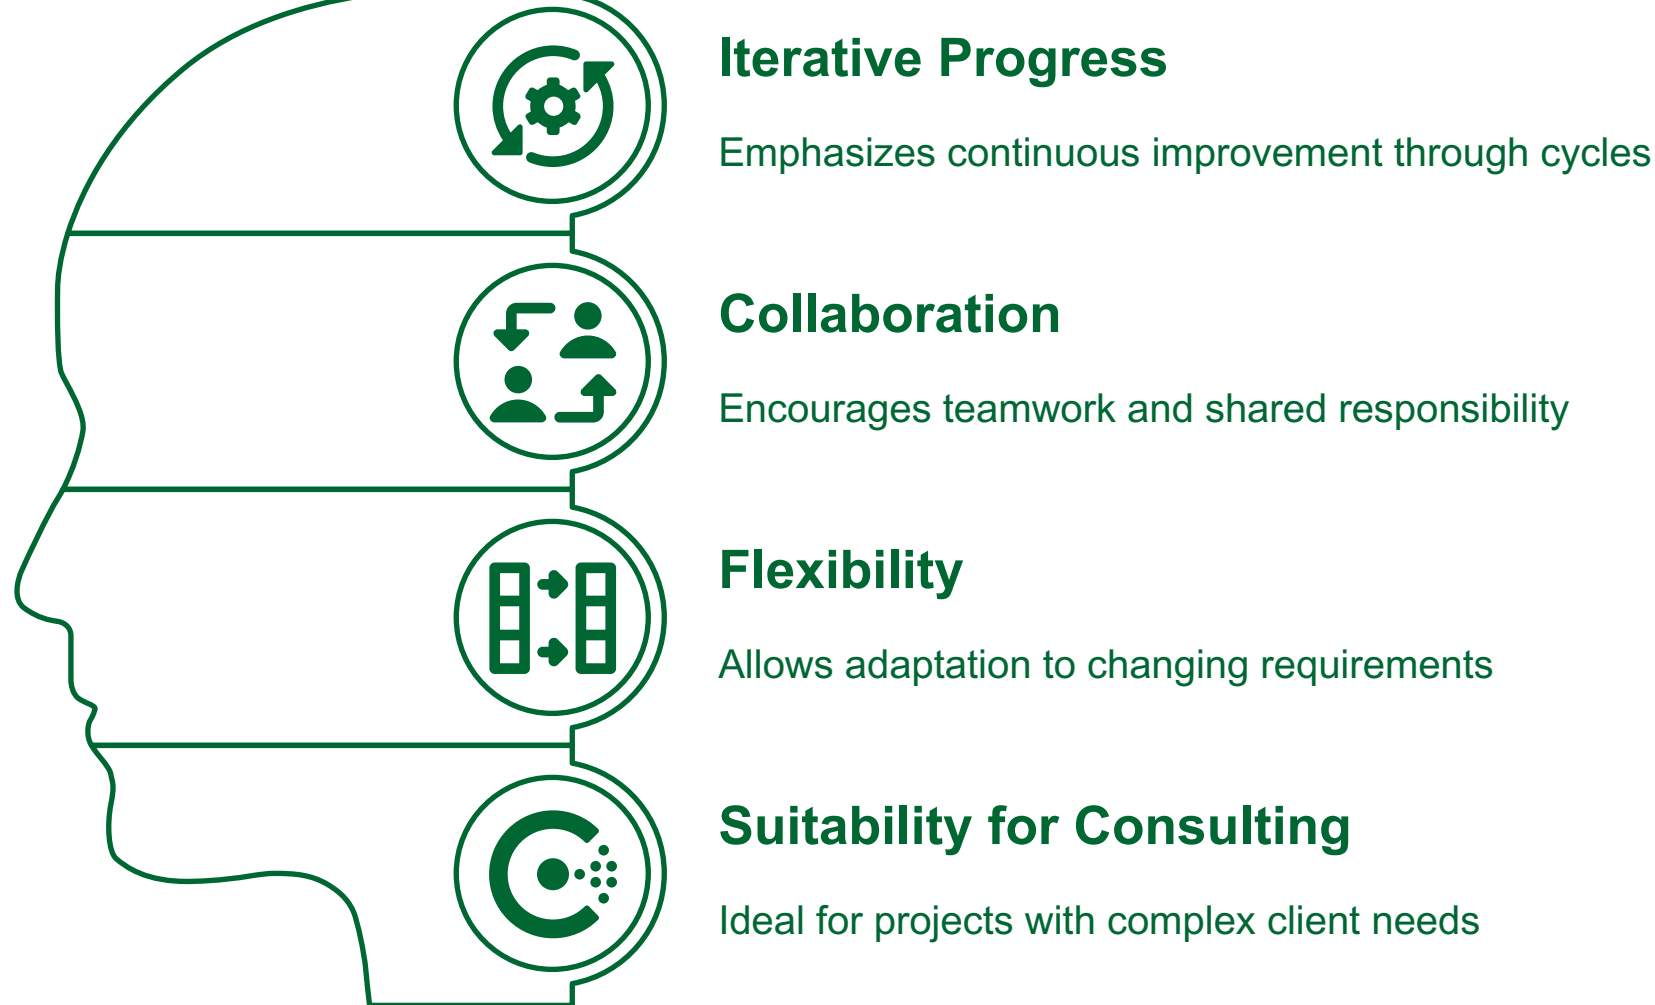 Iterative Progress
Emphasizes continuous improvement through cycles
Collaboration
Encourages teamwork and shared responsibility
Flexibility
Allows adaptation to changing requirements
Suitability for Consulting
Ideal for projects with complex client needs